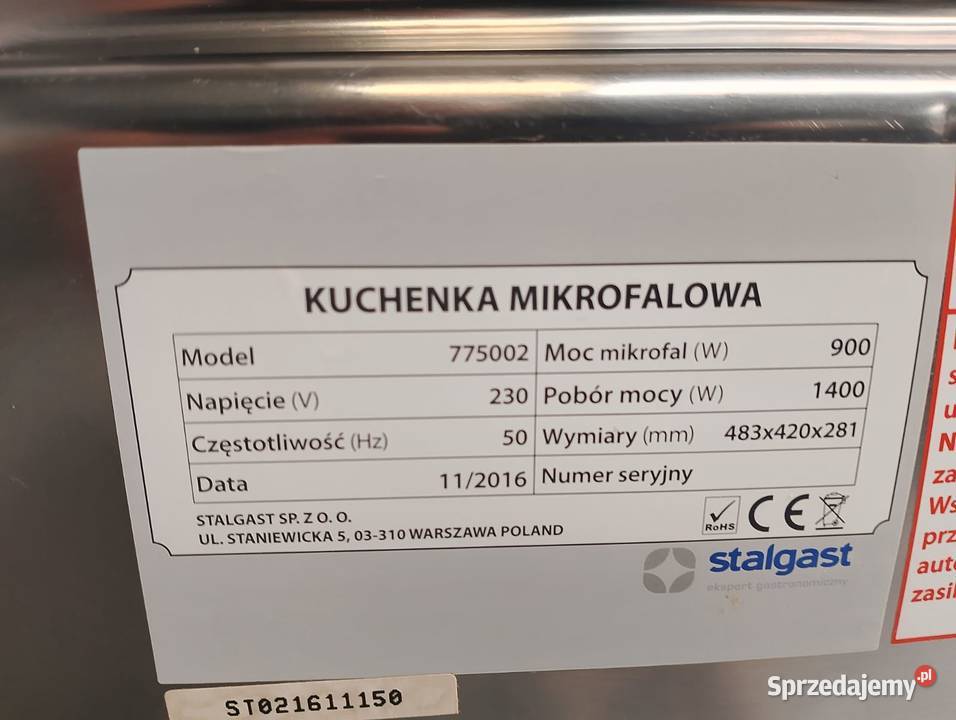 KUCHENKA MIKROFALOWA
Model 775002 Moc mikrofal (W) 900
Napięcie (V) 230 Pobór mocy (W) 1400
Częstotliwość (Hz) 50 Wymiary (mm) 483x420x281
Data 11/2016 Numer seryjny
STALGAST SP. Z O. O.
UL. STANIEWICKA 5, 03-310 WARSZAWA POLAND
RoHS CE
stalgast
ekspert gastronomiczny
ST021611150
Sprzedajemy.pl